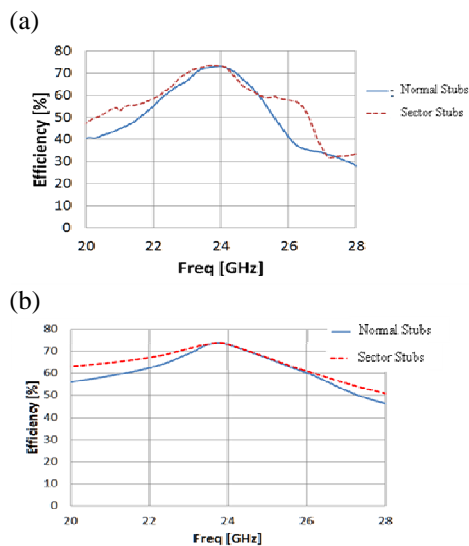 (a)
80
70
60
50
40
30
20
10
0
Efficiency [%]
20 22 24 26 28
Freq [GHz]
Normal Stubs
Sector Stubs
(b)
80
70
60
50
40
30
20
10
0
Efficiency [%]
20 22 24 26 28
Freq [GHz]
Normal Stubs
Sector Stubs